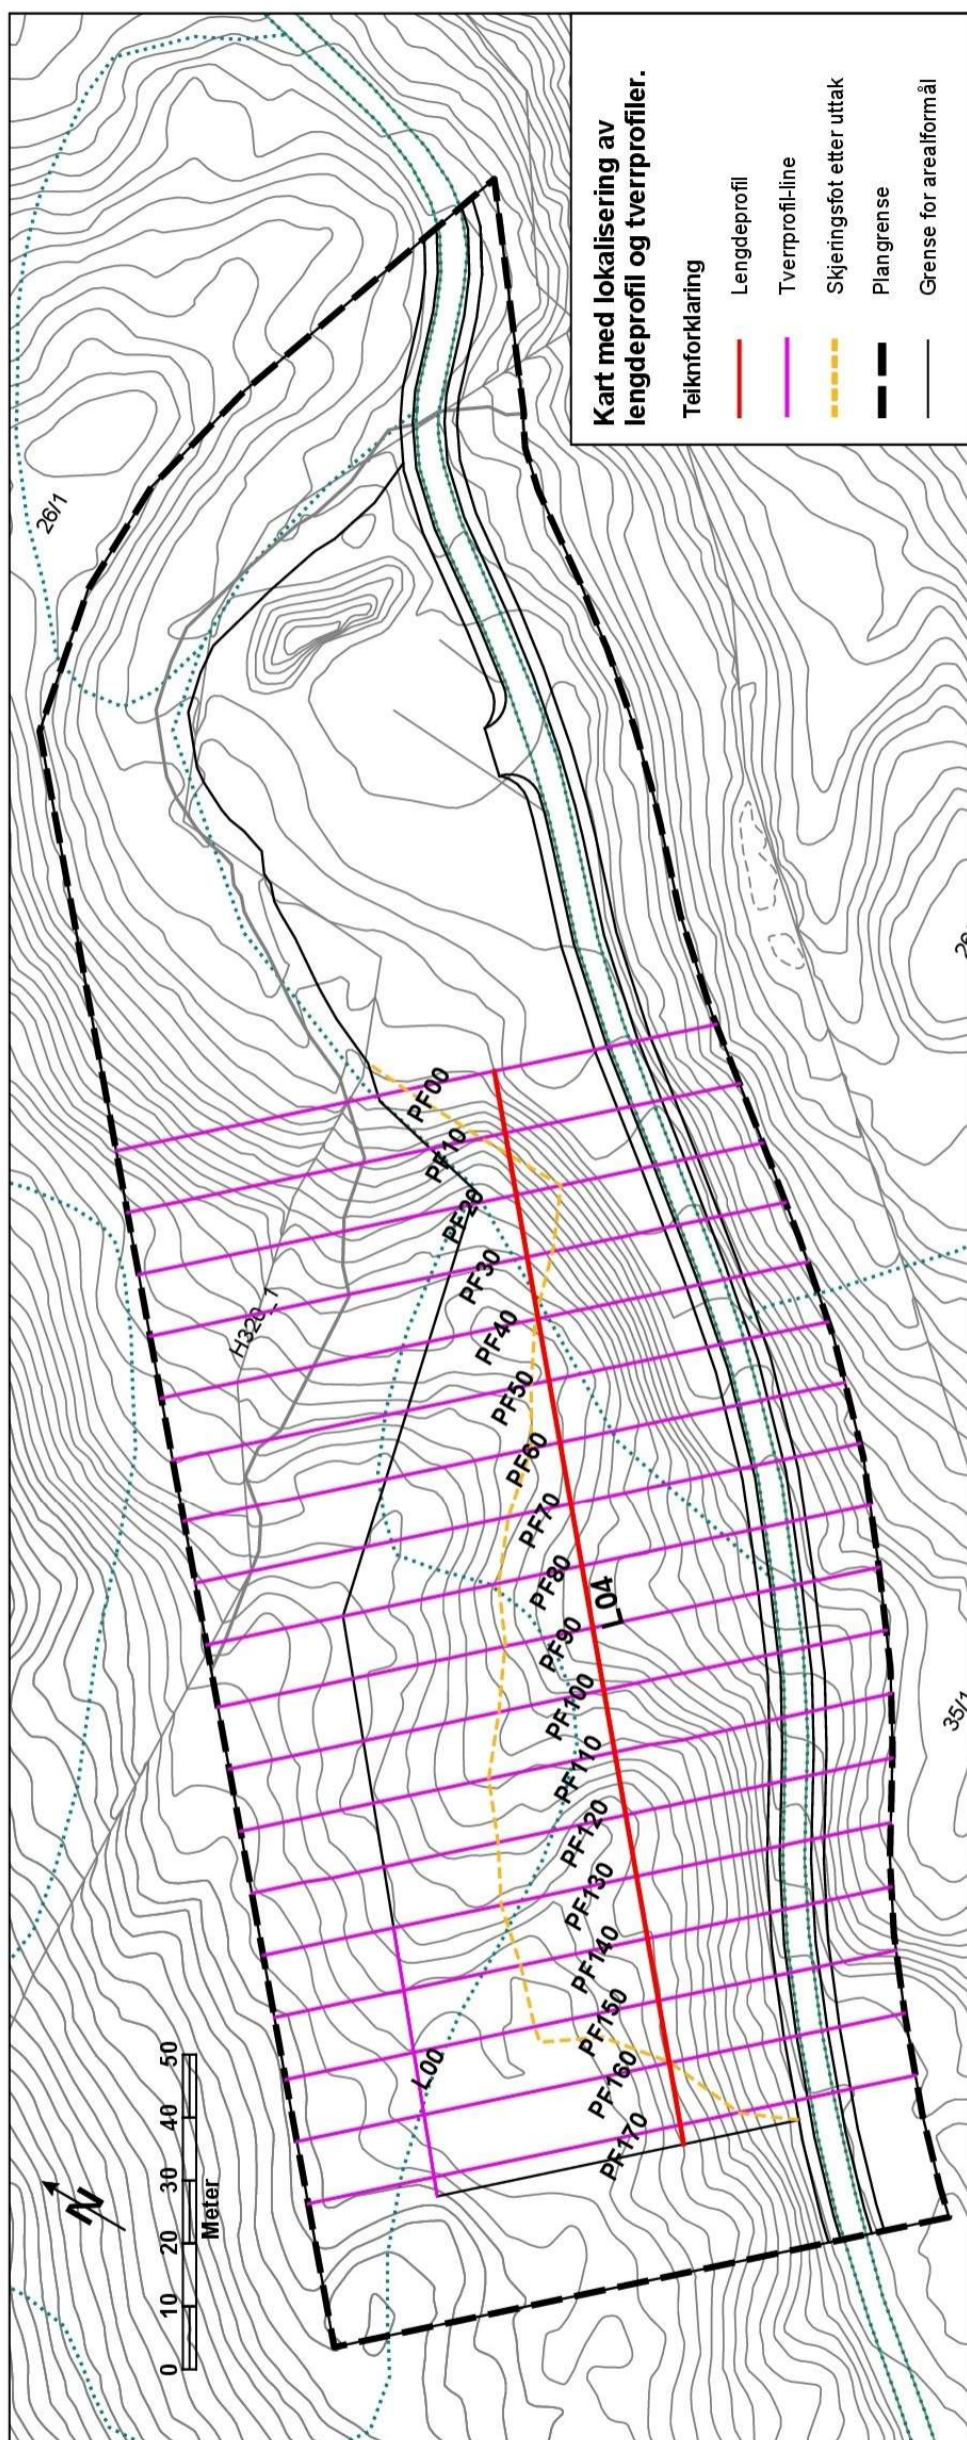 Kart med lokalisering av
lengdeprofil og tverrprofiler.
Teiknforklaring
Lengdeprofil
Tverrprofil-line
Skjeringsfot etter uttak
Plangrense
Grense for arealformål
26/1
H320_1
PF00
PF10
PF20
PF30
PF40
PF50
PF60
PF70
PF80
PF90
PF100
PF110
PF120
PF130
PF140
PF150
PF160
PF170
L04
L00
35/1
N
0 10 20 30 40 50
Meter